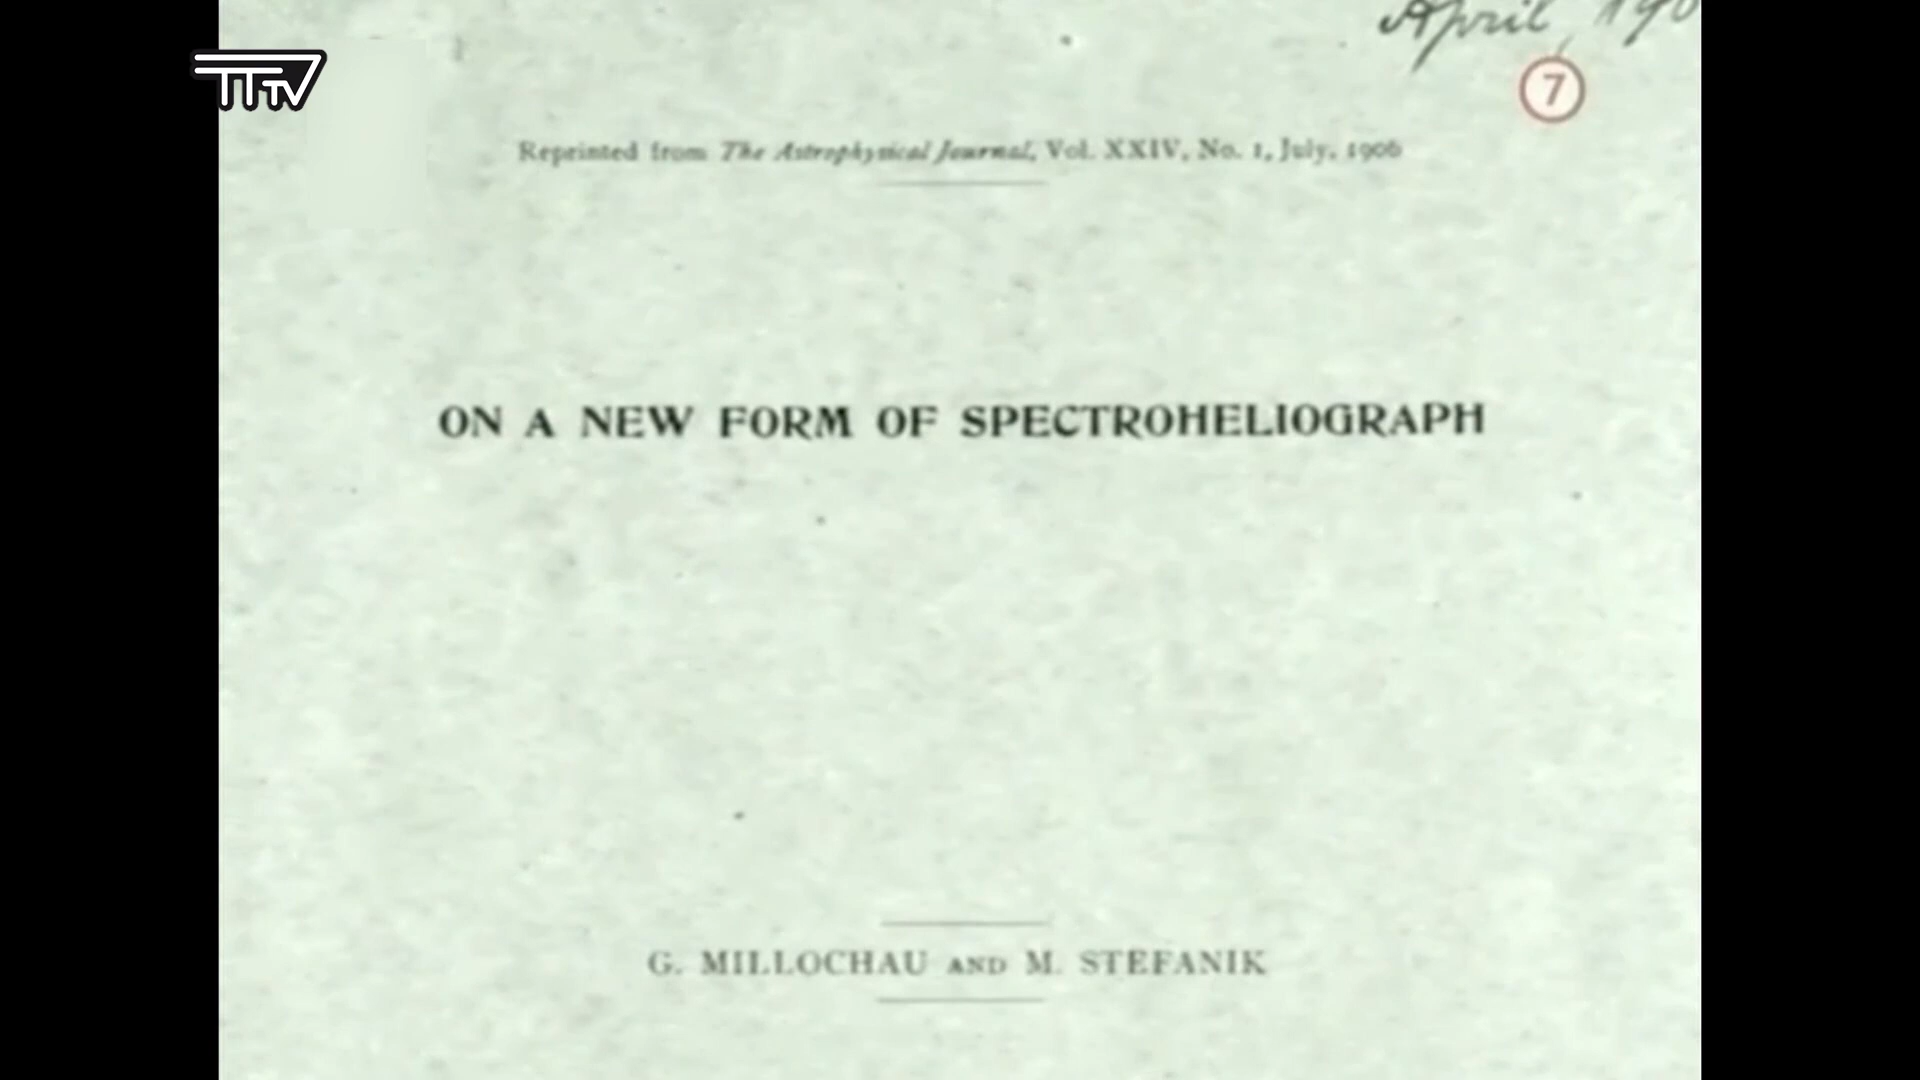 April, 190
TTTV
7
Reprinted from The Astrophysical Journal, Vol. XXIV, No. 1, July, 1906
ON A NEW FORM OF SPECTROHELIOGRAPH
G. MILLOCHAU AND M. STEFANIK